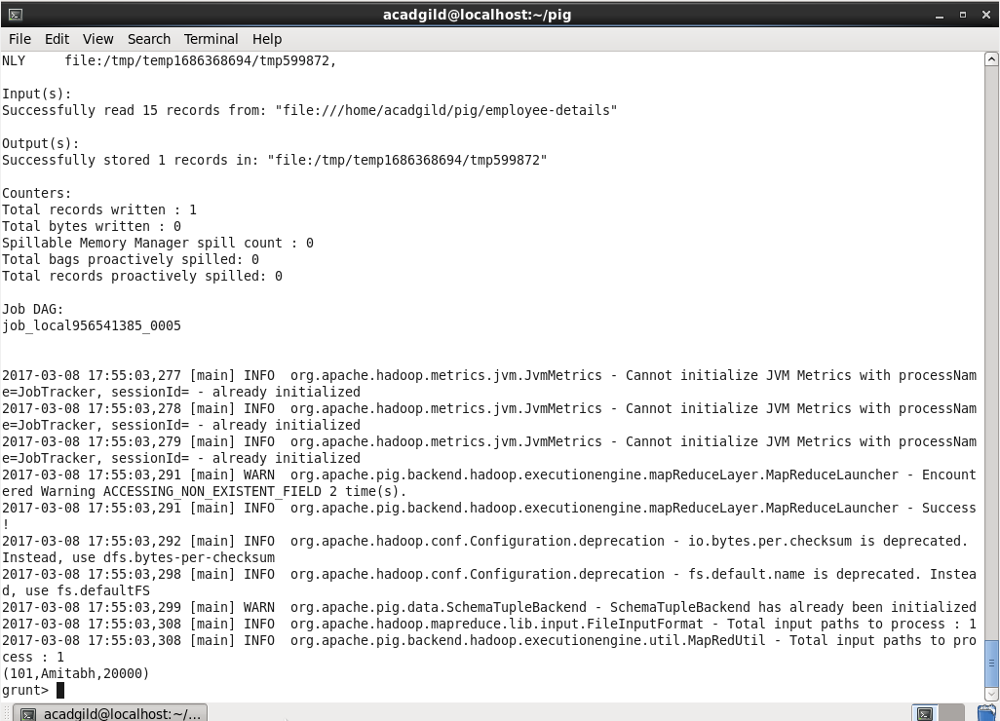 acadgild@localhost:~/pig
File Edit View Search Terminal Help
NLY     file:/tmp/temp1686368694/tmp599872,
Input(s):
Successfully read 15 records from: "file:///home/acadgild/pig/employee-details"
Output(s):
Successfully stored 1 records in: "file:/tmp/temp1686368694/tmp599872"
Counters:
Total records written : 1
Total bytes written : 0
Spillable Memory Manager spill count : 0
Total bags proactively spilled: 0
Total records proactively spilled: 0
Job DAG:
job_local956541385_0005
2017-03-08 17:55:03,277 [main] INFO  org.apache.hadoop.metrics.jvm.JvmMetrics - Cannot initialize JVM Metrics with processNam
e=JobTracker, sessionId= - already initialized
2017-03-08 17:55:03,278 [main] INFO  org.apache.hadoop.metrics.jvm.JvmMetrics - Cannot initialize JVM Metrics with processNam
e=JobTracker, sessionId= - already initialized
2017-03-08 17:55:03,279 [main] INFO  org.apache.hadoop.metrics.jvm.JvmMetrics - Cannot initialize JVM Metrics with processNam
e=JobTracker, sessionId= - already initialized
2017-03-08 17:55:03,291 [main] WARN  org.apache.pig.backend.hadoop.executionengine.mapReduceLayer.MapReduceLauncher - Encount
ered Warning ACCESSING_NON_EXISTENT_FIELD 2 time(s).
2017-03-08 17:55:03,291 [main] INFO  org.apache.pig.backend.hadoop.executionengine.mapReduceLayer.MapReduceLauncher - Success
!
2017-03-08 17:55:03,292 [main] INFO  org.apache.hadoop.conf.Configuration.deprecation - io.bytes.per.checksum is deprecated.
Instead, use dfs.bytes-per-checksum
2017-03-08 17:55:03,298 [main] INFO  org.apache.hadoop.conf.Configuration.deprecation - fs.default.name is deprecated. Instea
d, use fs.defaultFS
2017-03-08 17:55:03,299 [main] WARN  org.apache.pig.data.SchemaTupleBackend - SchemaTupleBackend has already been initialized
2017-03-08 17:55:03,308 [main] INFO  org.apache.hadoop.mapreduce.lib.input.FileInputFormat - Total input paths to process : 1
2017-03-08 17:55:03,308 [main] INFO  org.apache.pig.backend.hadoop.executionengine.util.MapRedUtil - Total input paths to pro
cess : 1
(101,Amitabh,20000)
grunt>
acadgild@localhost:~/...